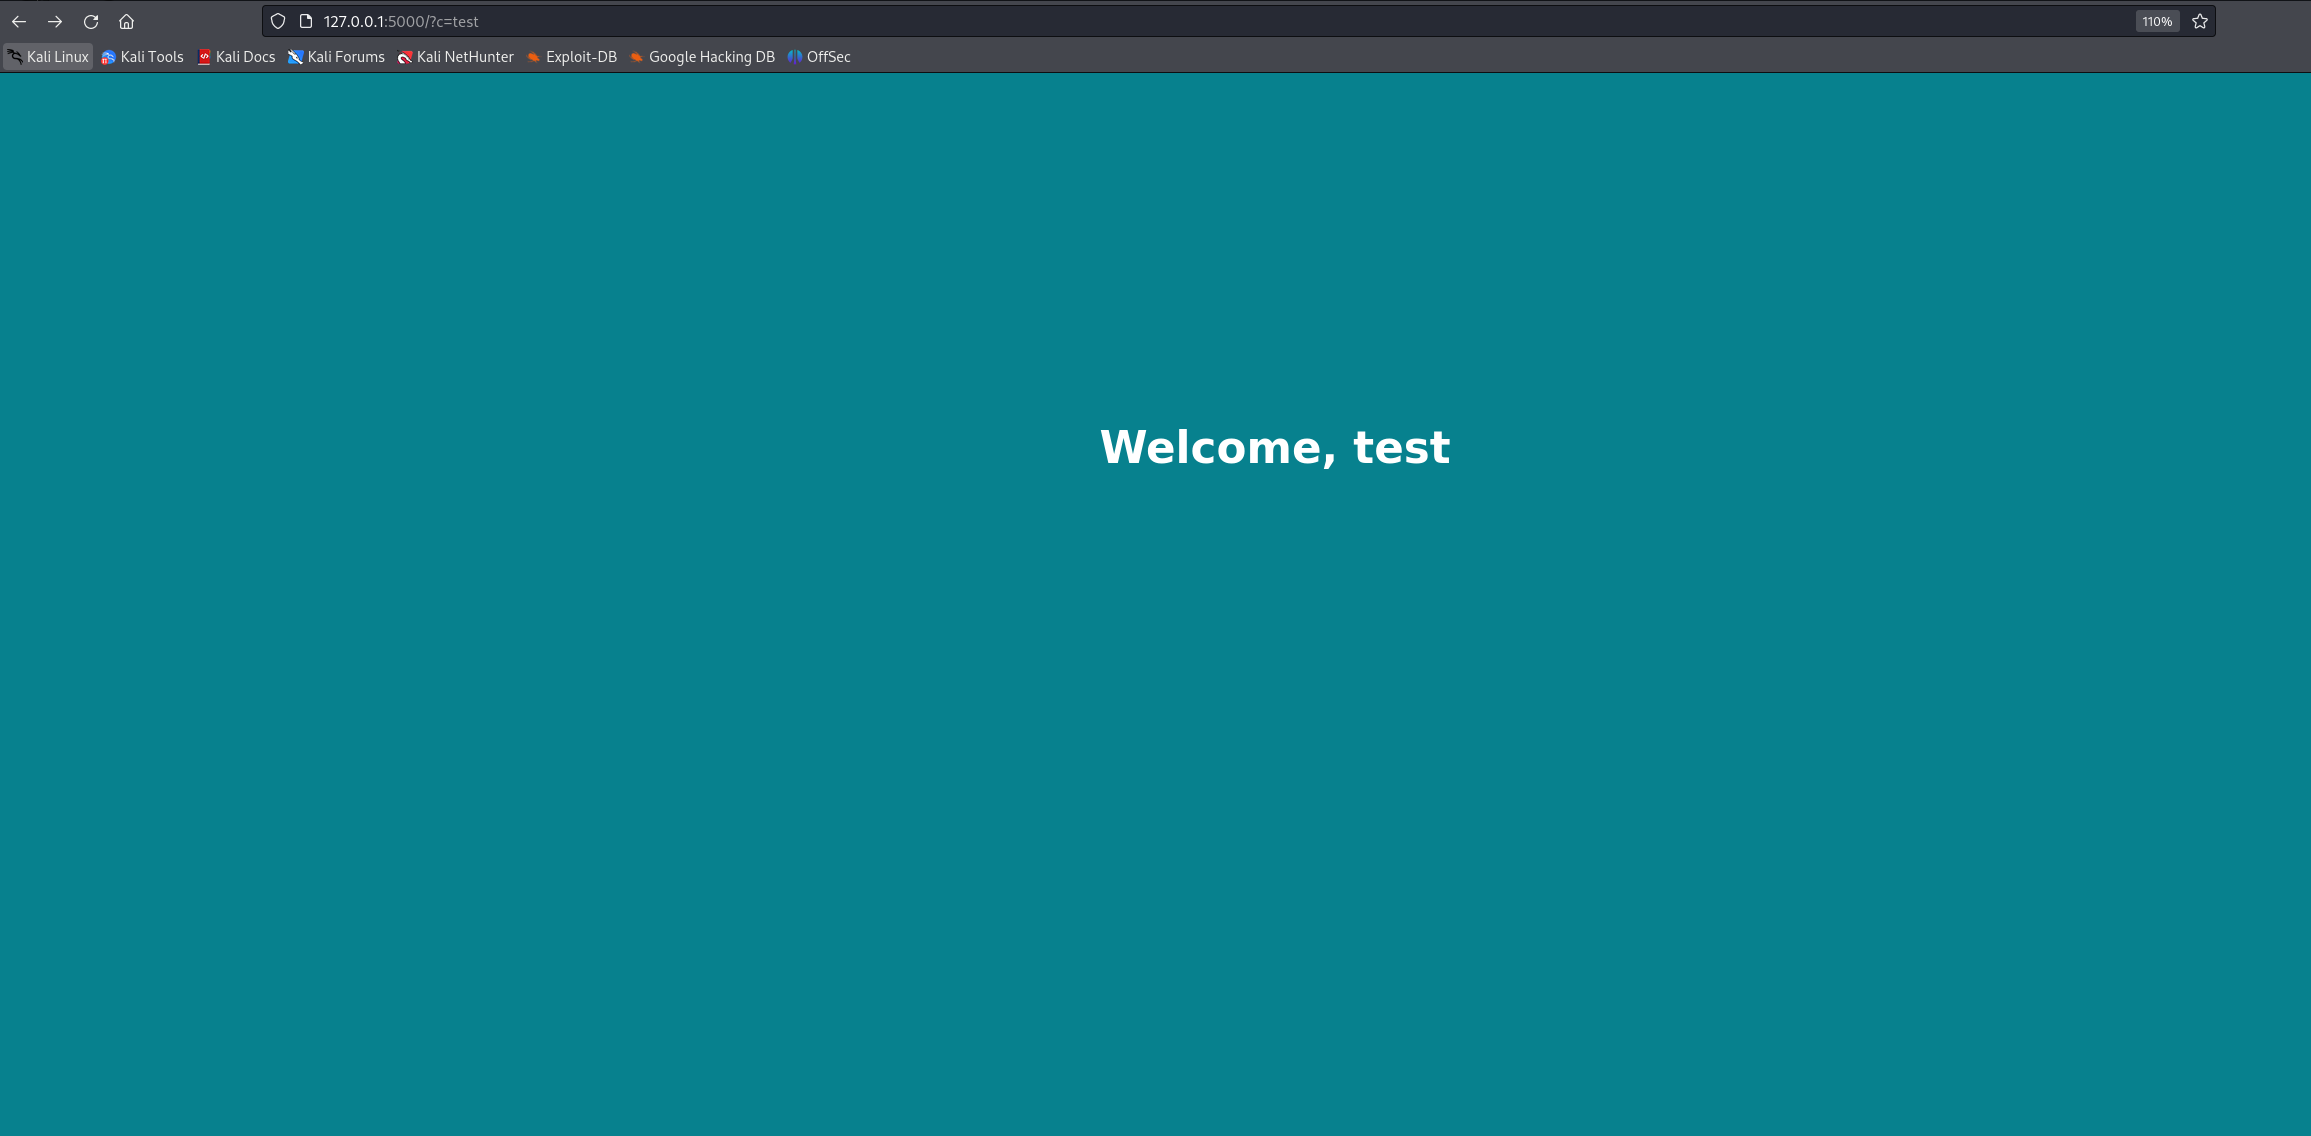 127.0.0.1:5000/?c=test 110%
Kali Linux Kali Tools Kali Docs Kali Forums Kali NetHunter Exploit-DB Google Hacking DB OffSec
Welcome, test